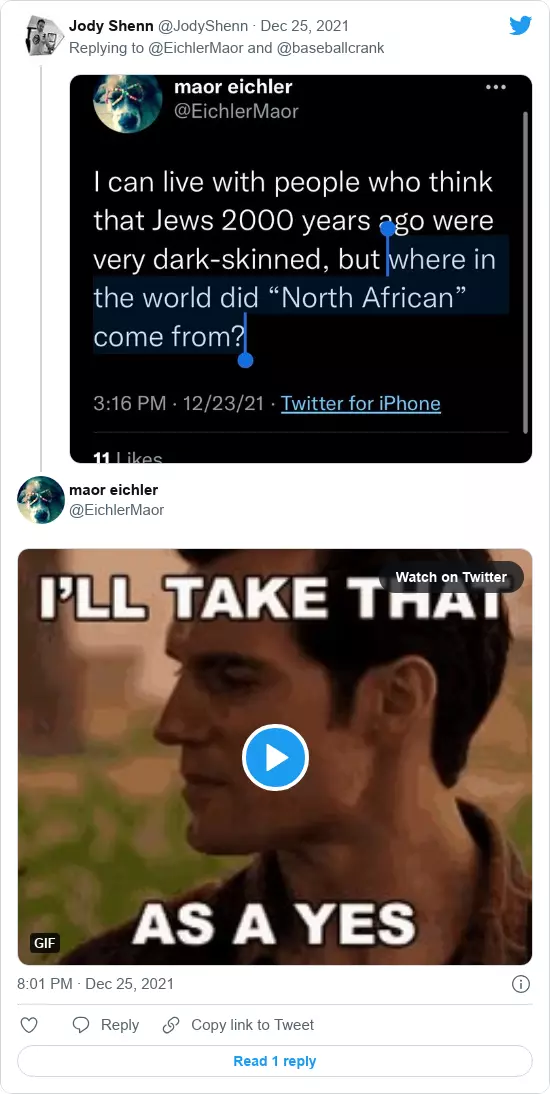 Jody Shenn @JodyShenn · Dec 25, 2021
Replying to @EichlerMaor and @baseballcrank
maor eichler
@EichlerMaor
I can live with people who think
that Jews 2000 years ago were
very dark-skinned, but where in
the world did “North African”
come from?
3:16 PM · 12/23/21 · Twitter for iPhone
11 Likes
maor eichler
@EichlerMaor
Watch on Twitter
I’LL TAKE THAT
AS A YES
GIF
8:01 PM · Dec 25, 2021
Reply
Copy link to Tweet
Read 1 reply